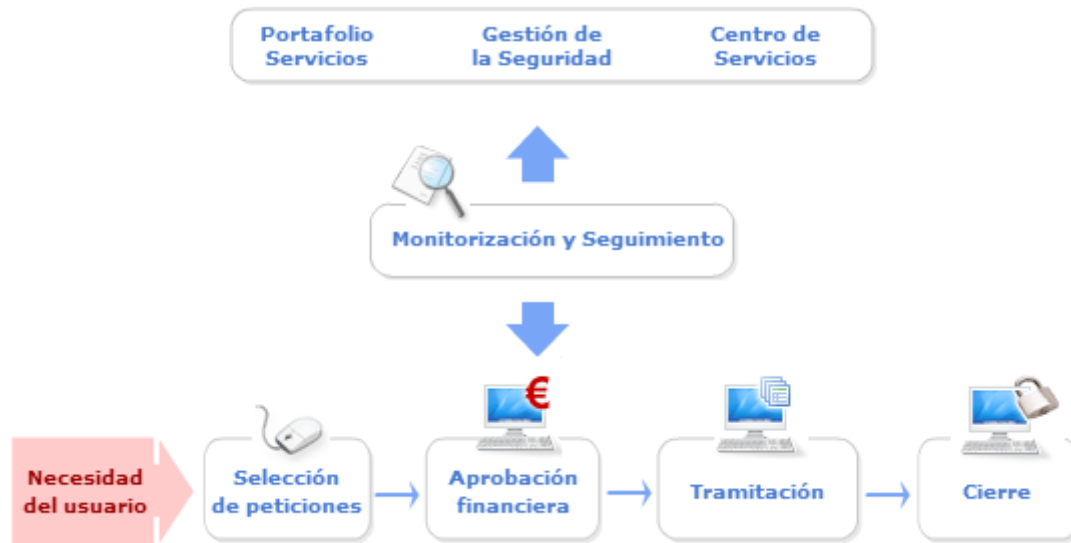 Portafolio Servicios
Gestión de la Seguridad
Centro de Servicios
Monitorización y Seguimiento
€
Necesidad del usuario
Selección de peticiones
Aprobación financiera
Tramitación
Cierre